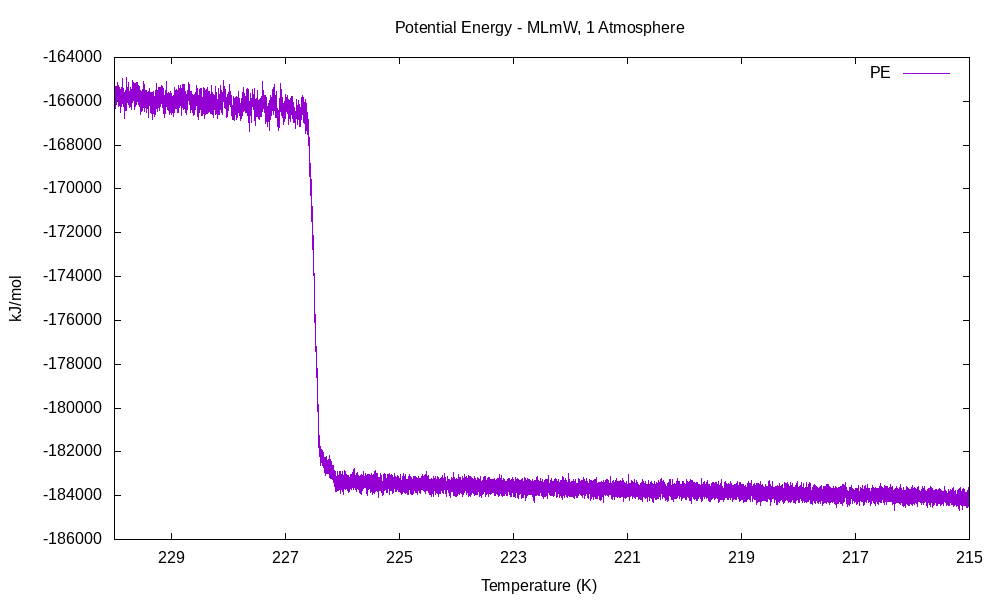 Potential Energy - MLmW, 1 Atmosphere
PE
kJ/mol
-164000
-166000
-168000
-170000
-172000
-174000
-176000
-178000
-180000
-182000
-184000
-186000
229 227 225 223 221 219 217 215
Temperature (K)